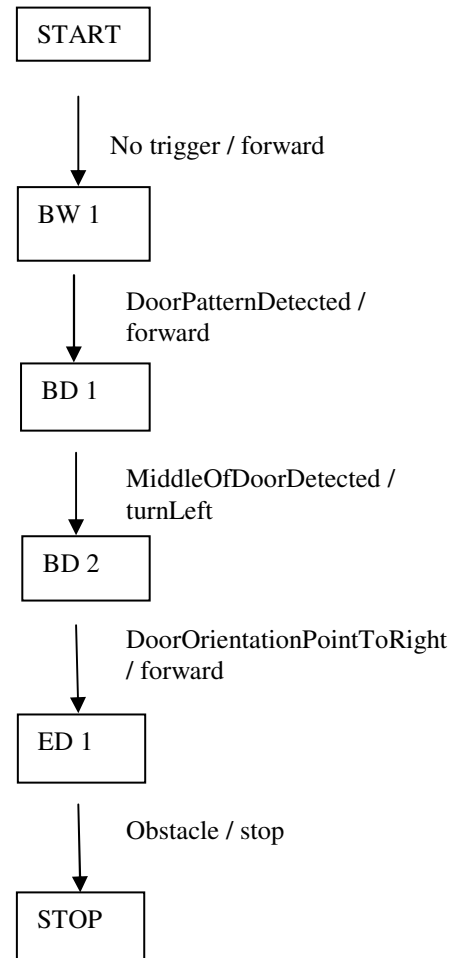 START
No trigger / forward
BW 1
DoorPatternDetected /
forward
BD 1
MiddleOfDoorDetected /
turnLeft
BD 2
DoorOrientationPointToRight
/ forward
ED 1
Obstacle / stop
STOP